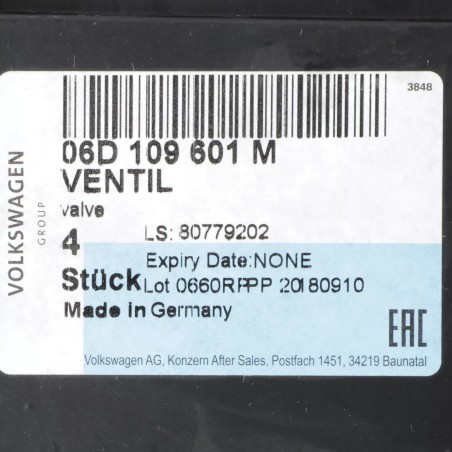 3848
06D 109 601 M
VENTIL
valve
4
LS: 80779202
Expiry Date:NONE
Stück Lot 0660RPPP 20180910
Made in Germany
EAC
Volkswagen AG, Konzern After Sales, Postfach 1451, 34219 Baunatal
VOLKSWAGEN
GROUP